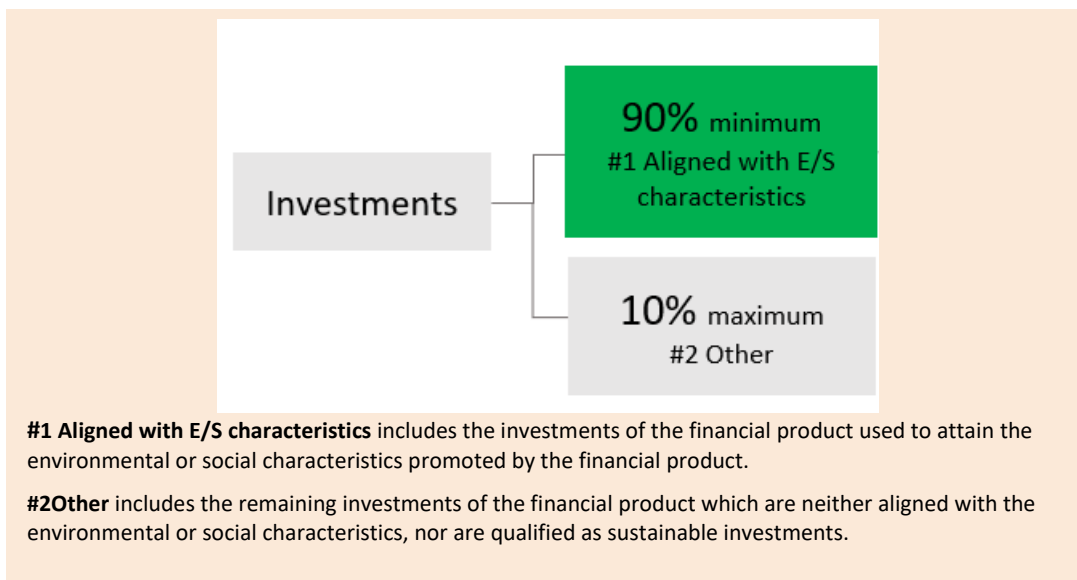 90% minimum
#1 Aligned with E/S
characteristics
Investments
10% maximum
#2 Other
#1 Aligned with E/S characteristics includes the investments of the financial product used to attain the
environmental or social characteristics promoted by the financial product.
#2Other includes the remaining investments of the financial product which are neither aligned with the
environmental or social characteristics, nor are qualified as sustainable investments.